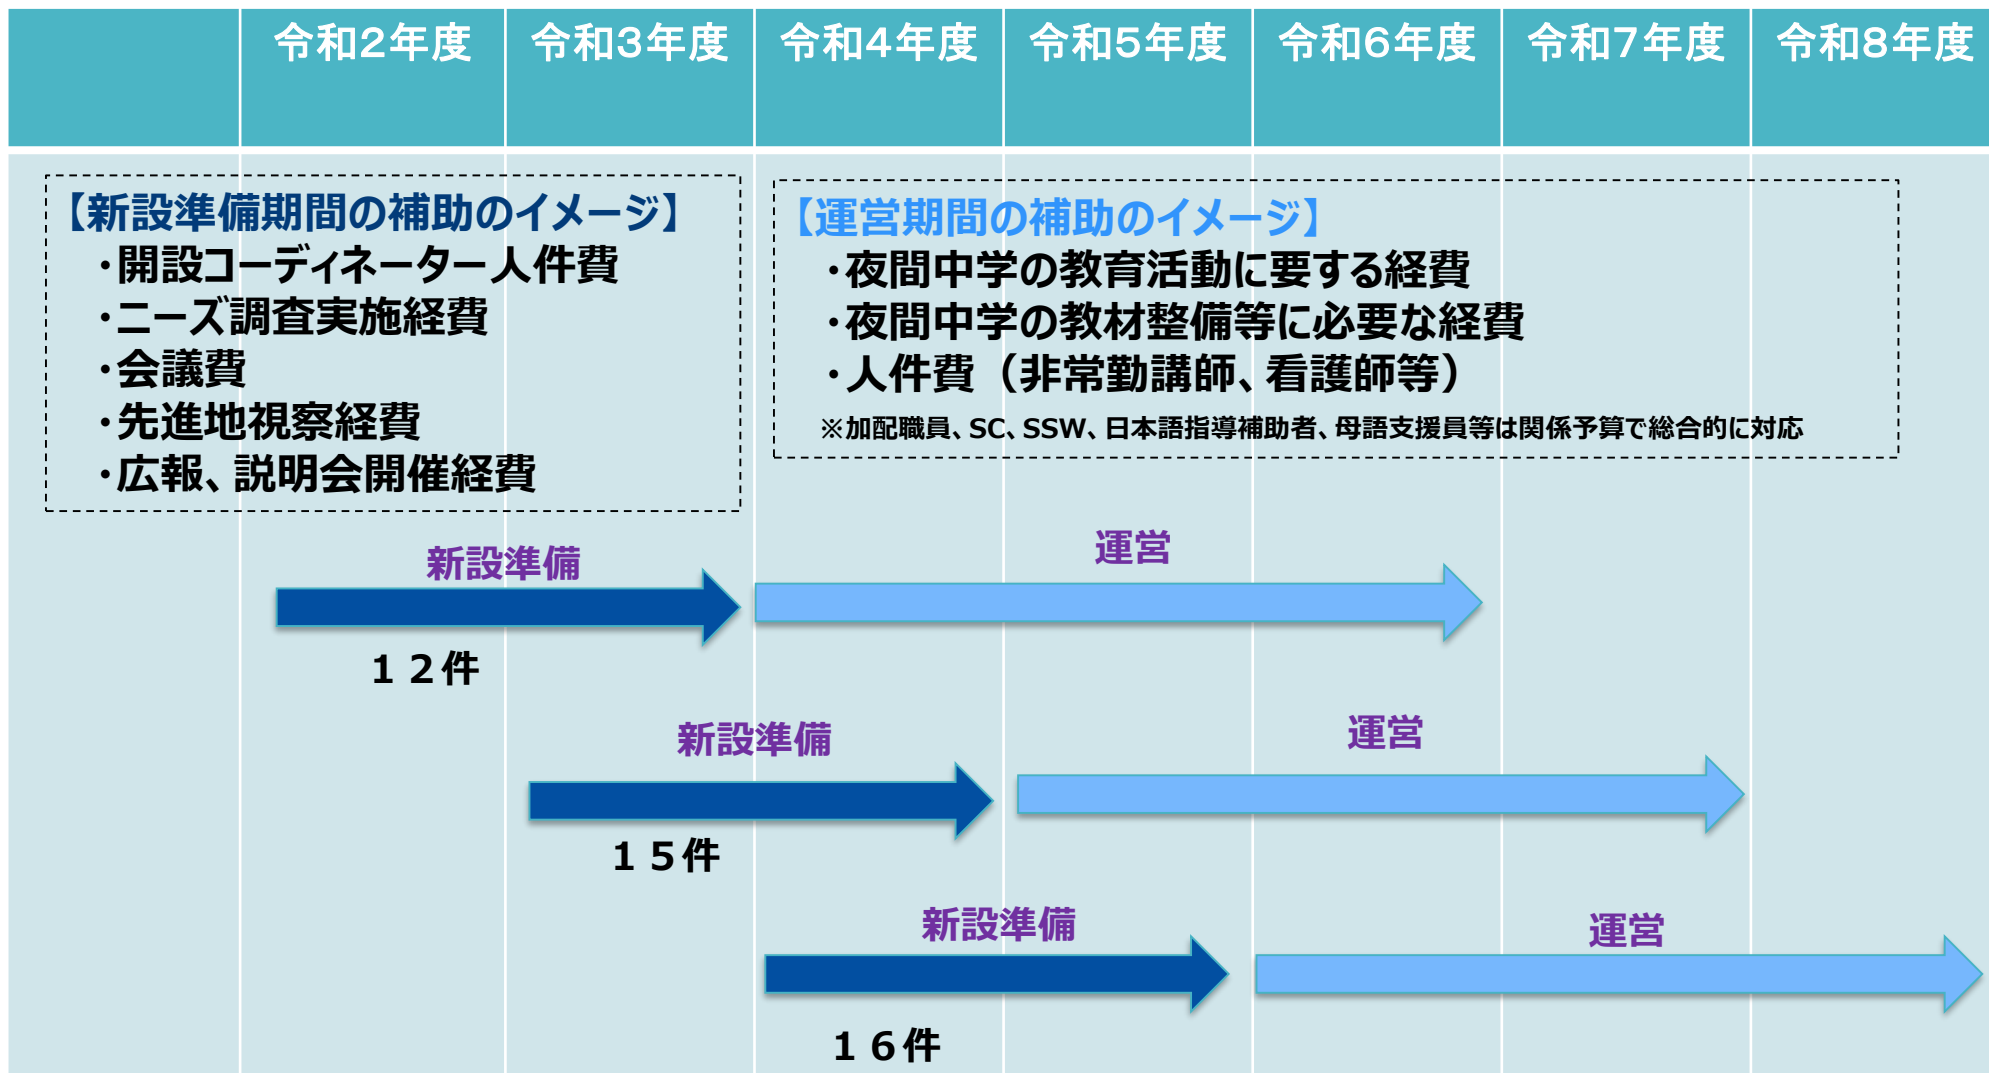 令和2年度 令和3年度 令和4年度 令和5年度 令和6年度 令和7年度 令和8年度
【新設準備期間の補助のイメージ】
・開設コーディネーター人件費
・ニーズ調査実施経費
・会議費
・先進地視察経費
・広報、説明会開催経費
【運営期間の補助のイメージ】
・夜間中学の教育活動に要する経費
・夜間中学の教材整備等に必要な経費
・人件費（非常勤講師、看護師等）
※加配職員、SC、SSW、日本語指導補助者、母語支援員等は関係予算で総合的に対応
新設準備
運営
１２件
新設準備
運営
１５件
新設準備
運営
１６件